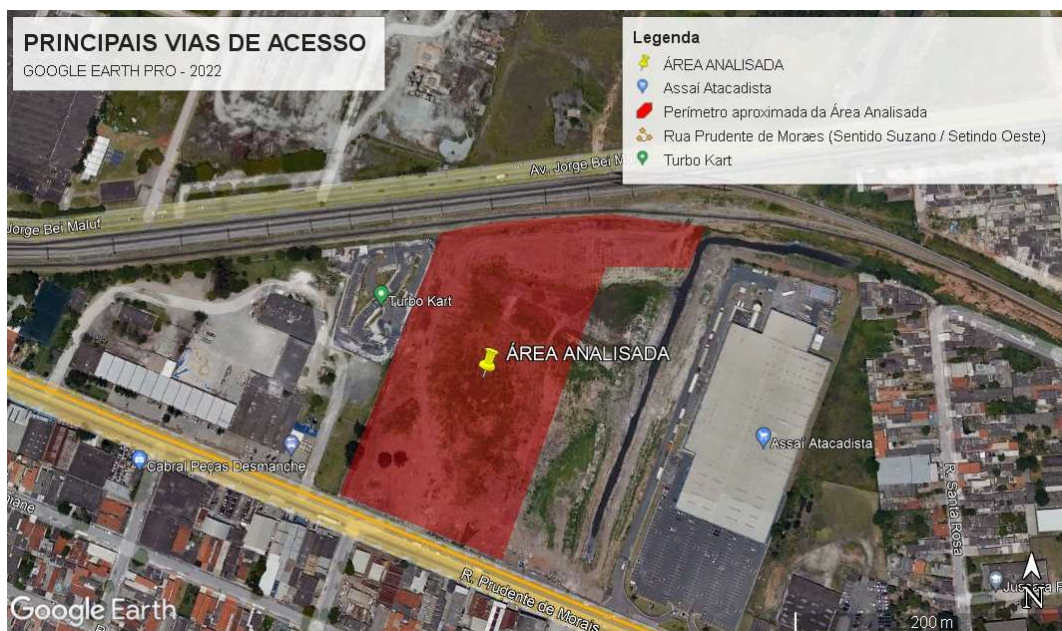 PRINCIPAIS VIAS DE ACESSO
GOOGLE EARTH PRO - 2022
Legenda
ÁREA ANALISADA
Assaí Atacadista
Perímetro aproximada da Área Analisada
Rua Prudente de Moraes (Sentido Suzano / Setindo Oeste)
Turbo Kart
Av. Jorge Bei M
Jorge Bei Maluf
Turbo Kart
ÁREA ANALISADA
Assaí Atacadista
Cabral Peças Desmanche
R. Santa Rosa
R. Prudente de Morais
N
Google Earth
200 m